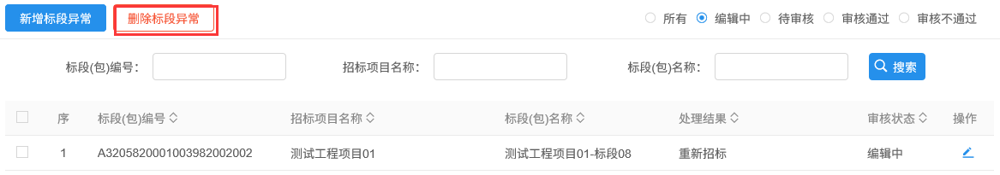 新增标段异常 删除标段异常 所有 编辑中 待审核 审核通过 审核不通过
标段(包)编号： 招标项目名称： 标段(包)名称： 搜索
序 标段(包)编号 招标项目名称 标段(包)名称 处理结果 审核状态 操作
1 A3205820001003982002002 测试工程项目01 测试工程项目01-标段08 重新招标 编辑中